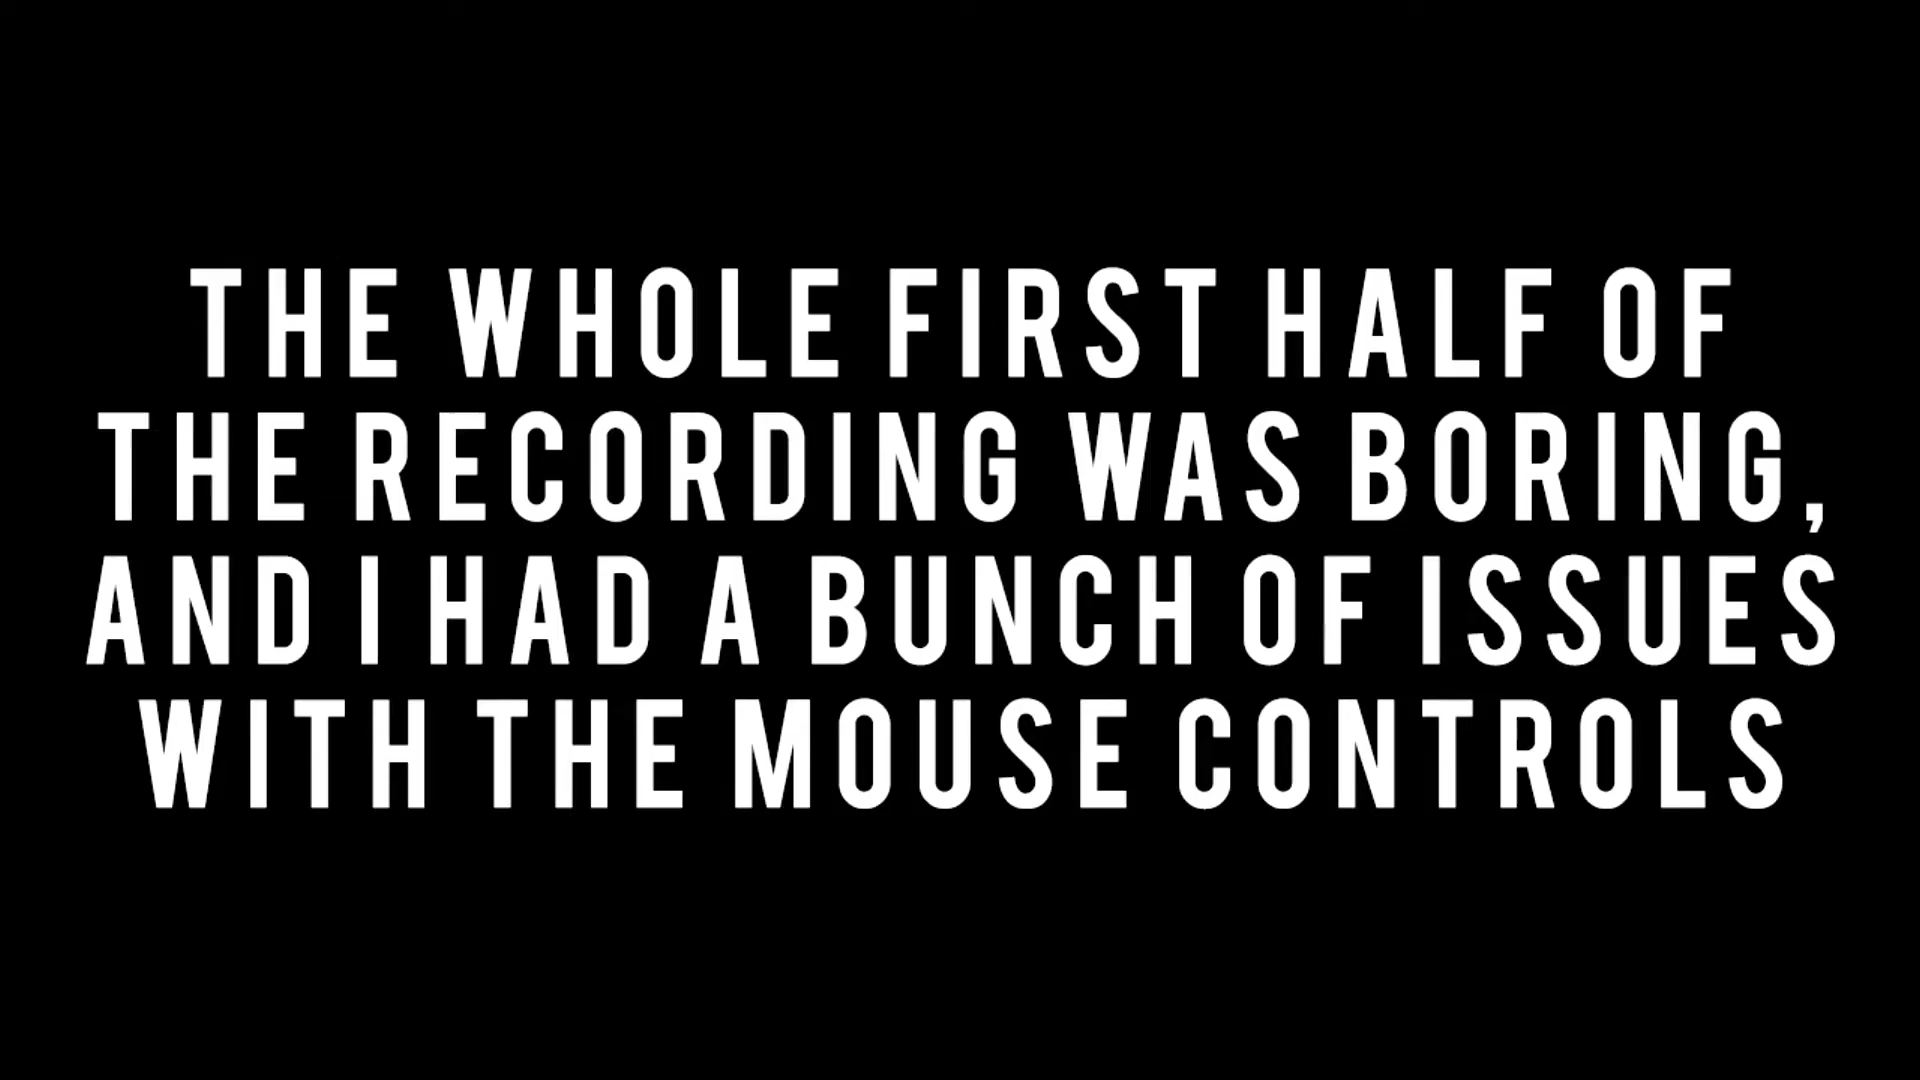 THE WHOLE FIRST HALF OF
THE RECORDING WAS BORING,
AND I HAD A BUNCH OF ISSUES
WITH THE MOUSE CONTROLS